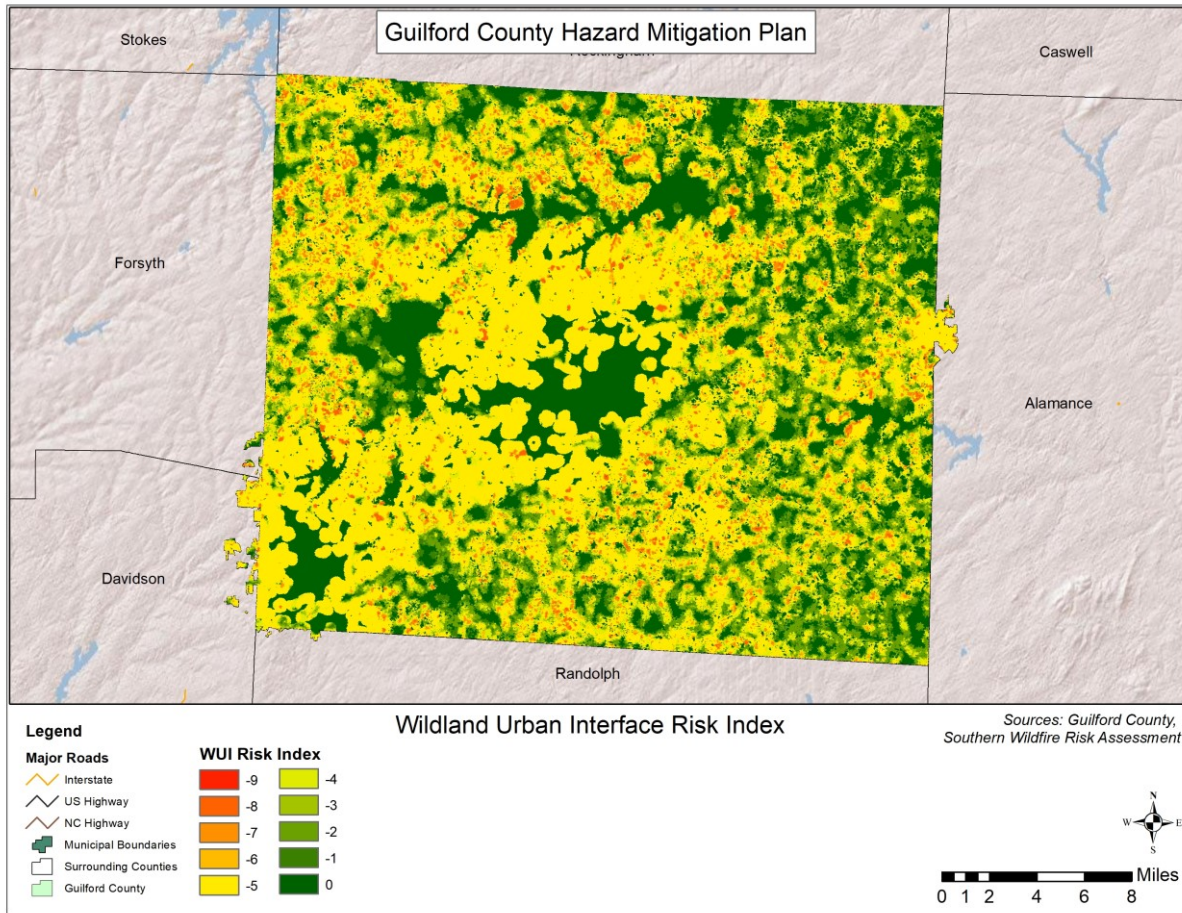 Guilford County Hazard Mitigation Plan
Stokes
Caswell
Forsyth
Alamance
Davidson
Randolph
Wildland Urban Interface Risk Index
Sources: Guilford County,
Southern Wildfire Risk Assessment
Legend
Major Roads
Interstate
US Highway
NC Highway
Municipal Boundaries
Surrounding Counties
Guilford County
WUI Risk Index
-9
-8
-7
-6
-5
-4
-3
-2
-1
0
N
W E
S
Miles
0 1 2 4 6 8